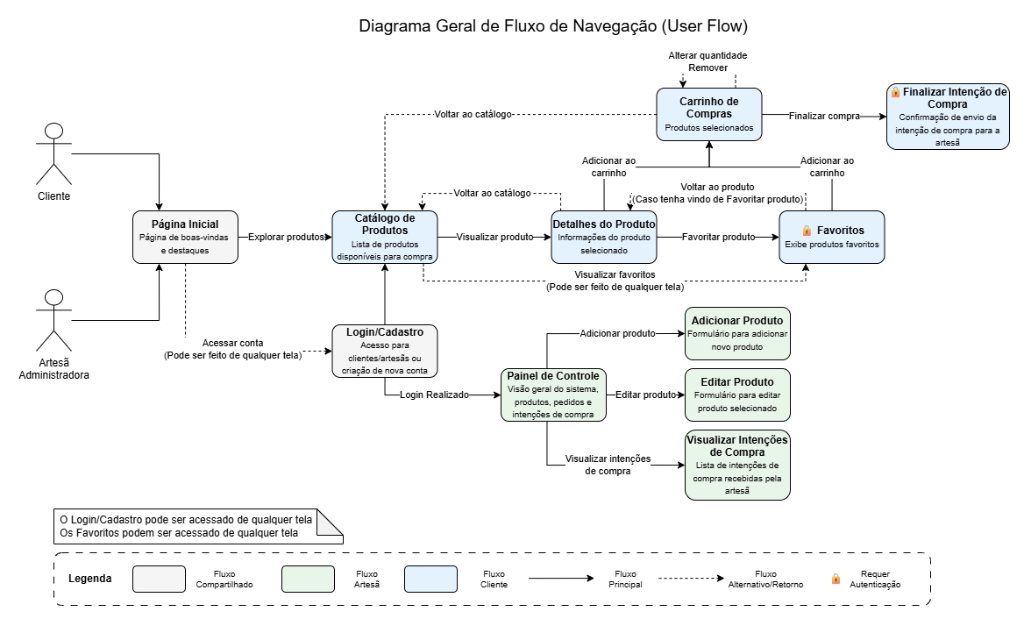 Diagrama Geral de Fluxo de Navegação (User Flow)
Alterar quantidade
Remover
Carrinho de
Compras
Produtos selecionados
Finalizar compra
Finalizar Intenção de
Compra
Confirmação de envio da
intenção de compra para a
artesã
Voltar ao catálogo
Cliente
Adicionar ao
carrinho
Adicionar ao
carrinho
Voltar ao catálogo
Voltar ao produto
(Caso tenha vindo de Favoritar produto)
Página Inicial
Página de boas-vindas
e destaques
Explorar produtos
Catálogo de
Produtos
Lista de produtos
disponíveis para compra
Visualizar produto
Detalhes do Produto
Informações do produto
selecionado
Favoritar produto
Favoritos
Exibe produtos favoritos
Visualizar favoritos
(Pode ser feito de qualquer tela)
Artesã
Administradora
Acessar conta
(Pode ser feito de qualquer tela)
Login/Cadastro
Acesso para
clientes/artesãs ou
criação de nova conta
Login Realizado
Painel de Controle
Visão geral do sistema,
produtos, pedidos e
intenções de compra
Adicionar produto
Adicionar Produto
Formulário para adicionar
novo produto
Editar produto
Editar Produto
Formulário para editar
produto selecionado
Visualizar intenções
de compra
Visualizar Intenções
de Compra
Lista de intenções de
compra recebidas pela
artesã
O Login/Cadastro pode ser acessado de qualquer tela
Os Favoritos podem ser acessado de qualquer tela
Legenda
Fluxo
Compartilhado
Fluxo
Artesã
Fluxo
Cliente
Fluxo
Principal
Fluxo
Alternativo/Retorno
Requer
Autenticação